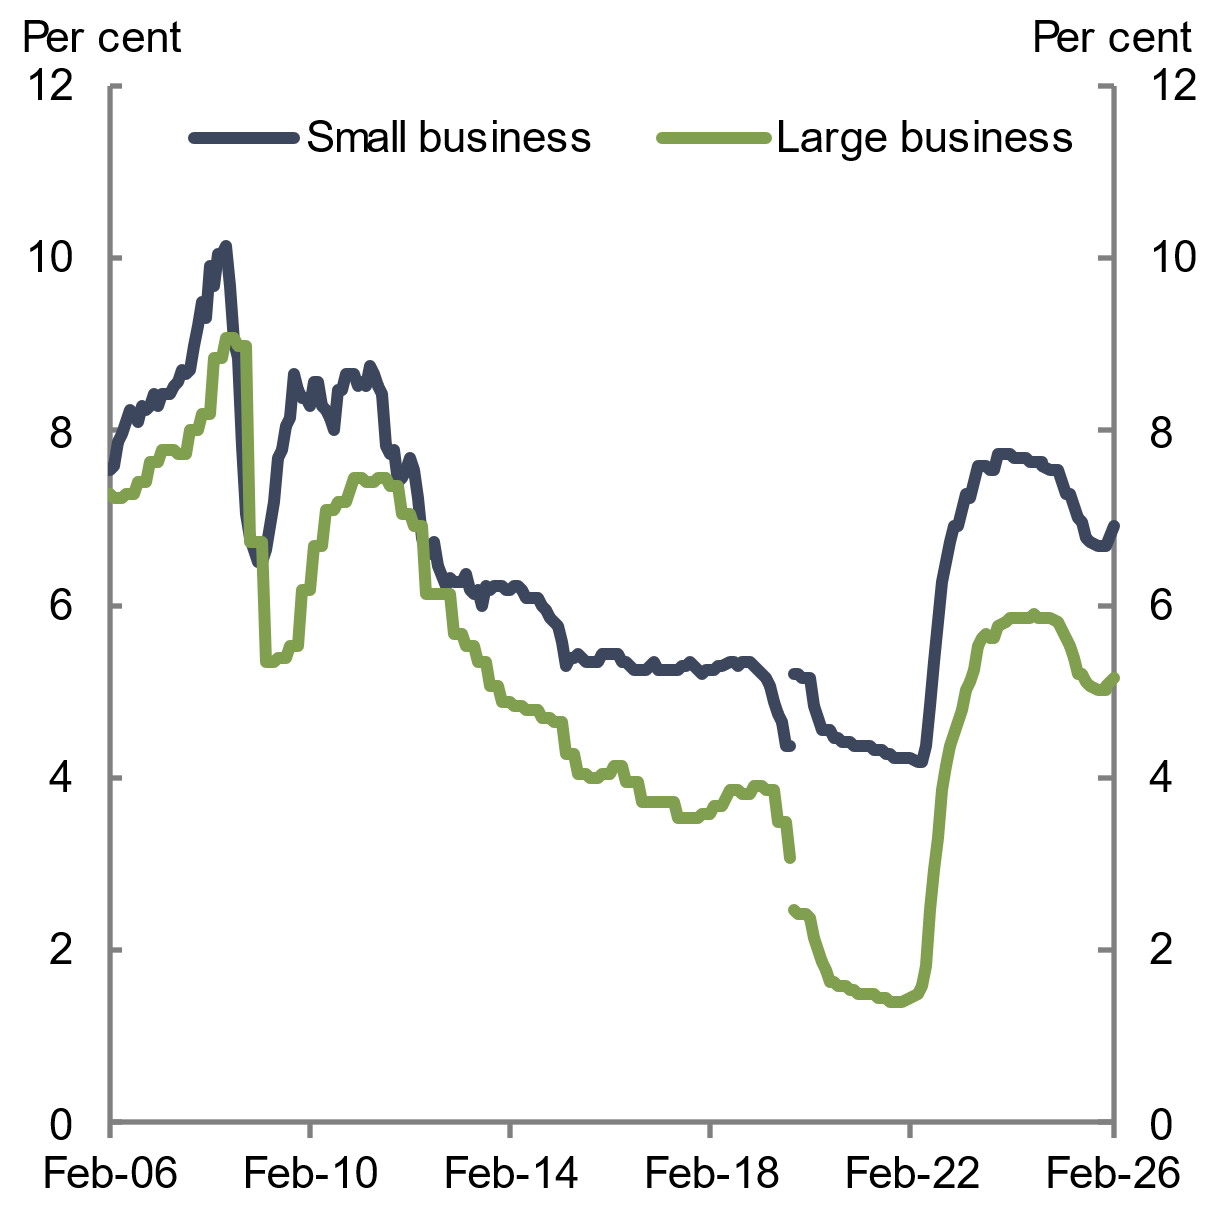 Per cent Per cent
12 12
Small business Large business
10 10
8 8
6 6
4 4
2 2
0 0
Feb-06 Feb-10 Feb-14 Feb-18 Feb-22 Feb-26